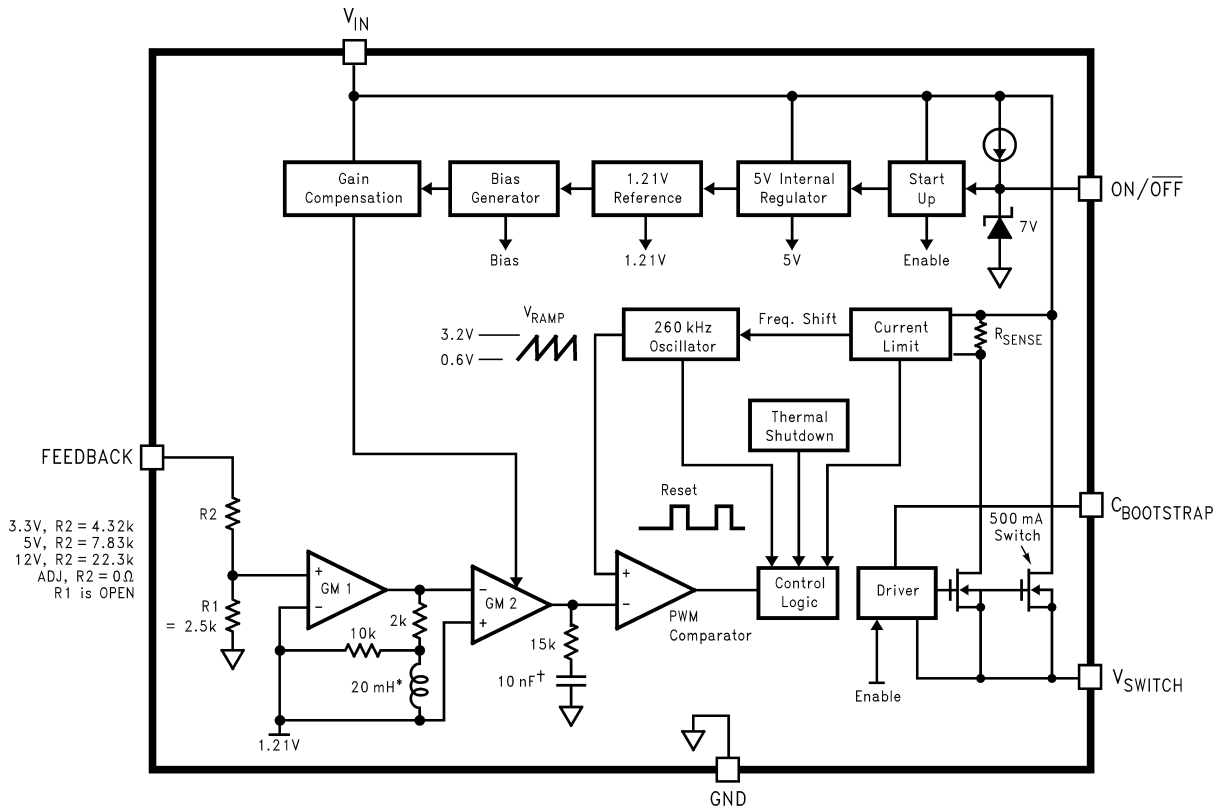 VIN
Gain
Compensation
Bias
Generator
1.21V
Reference
5V Internal
Regulator
Start
Up
ON/OFF
7V
Bias
1.21V
5V
Enable
VRAMP
3.2V
0.6V
260 kHz
Oscillator
Freq. Shift
Current
Limit
RSENSE
Thermal
Shutdown
FEEDBACK
R2
3.3V, R2 = 4.32k
5V, R2 = 7.83k
12V, R2 = 22.3k
ADJ, R2 = 0Ω
R1 is OPEN
R1
= 2.5k
Reset
CBOOTSTRAP
500 mA
Switch
+
GM 1
−
2k
10k
20 mH*
1.21V
−
GM 2
+
15k
10 nF†
+
−
PWM
Comparator
Control
Logic
Driver
Enable
VSWITCH
GND